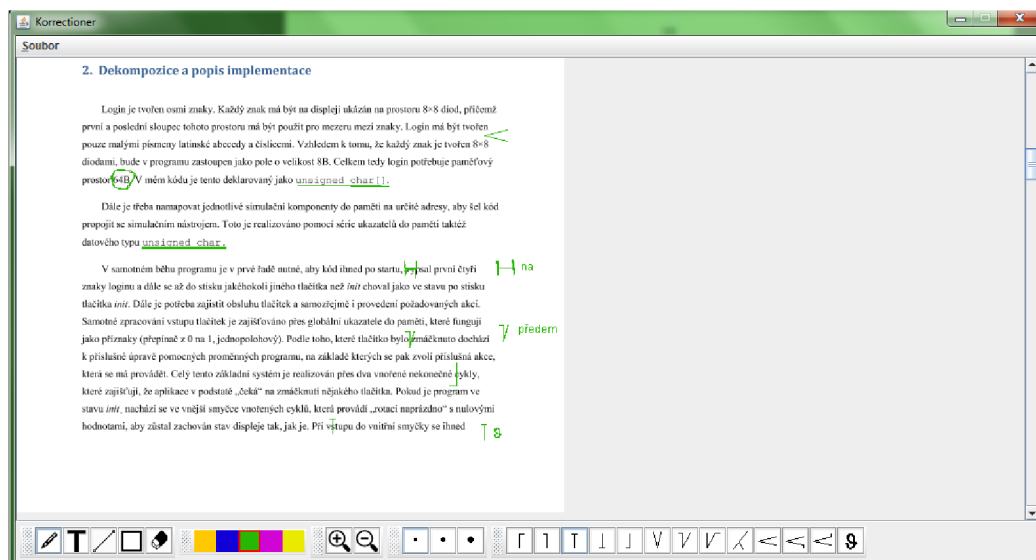 Korrectioner
Soubor
2. Dekompozice a popis implementace
Login je tvořen osmi znaky. Každý znak má být na displeji ukázán na prostoru 8×8 diod, přičemž
první a poslední sloupec tohoto prostoru má být použit pro mezeru mezi znaky. Login má být tvořen
pouze malými písmeny latinské abecedy a číslicemi. Vzhledem k tomu, že každý znak je tvořen 8×8
diodami, bude v programu zastoupen jako pole o velikost 8B. Celkem tedy login potřebuje paměťový
prostor 64B. V mém kódu je tento deklarovaný jako unsigned char[].
Dále je třeba namapovat jednotlivé simulační komponenty do paměti na určité adresy, aby šel kód
propojit se simulačním nástrojem. Toto je realizováno pomocí série ukazatelů do paměti taktéž
datového typu unsigned char.
V samotném běhu programu je v prvé řadě nutné, aby kód ihned po startu, vypsal první čtyři na
znaky loginu a dále se až do stisku jakéhokoli jiného tlačítka než init choval jako ve stavu po stisku
tlačítka init. Dále je potřeba zajistit obsluhu tlačítek a samozřejmě i provedení požadovaných akcí.
Samotné zpracování vstupu tlačítek je zajišťováno přes globální ukazatele do paměti, které fungují
jako příznaky (přepínač z 0 na 1, jednopolohový). Podle toho, které tlačítko bylo zmáčknuto dochází předem
k příslušné úpravě pomocných proměnných programu, na základě kterých se pak zvolí příslušná akce,
která se má provádět. Celý tento základní systém je realizován přes dva vnořené nekonečné cykly,
které zajišťují, že aplikace v podstatě „čeká“ na zmáčknutí nějakého tlačítka. Pokud je program ve
stavu init, nachází se ve vnější smyčce vnořených cyklů, která provádí „rotaci naprázdno“ s nulovými
hodnotami, aby zůstal zachován stav displeje tak, jak je. Při vstupu do vnitřní smyčky se ihned
T